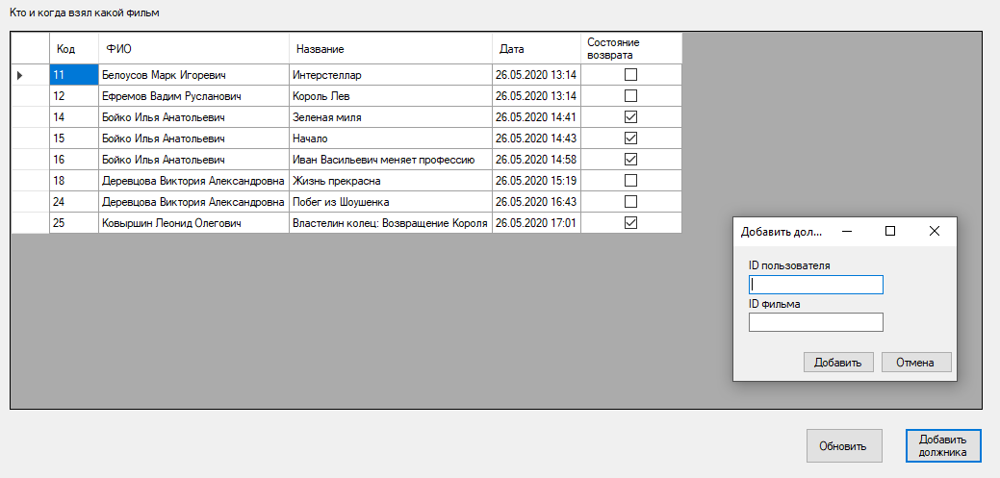 Кто и когда взял какой фильм
Код ФИО Название Дата Состояние возврата
11 Белоусов Марк Игоревич Интерстеллар 26.05.2020 13:14
12 Ефремов Вадим Русланович Король Лев 26.05.2020 13:14
14 Бойко Илья Анатольевич Зеленая миля 26.05.2020 14:41
15 Бойко Илья Анатольевич Начало 26.05.2020 14:43
16 Бойко Илья Анатольевич Иван Васильевич меняет профессию 26.05.2020 14:58
18 Деревцова Виктория Александровна Жизнь прекрасна 26.05.2020 15:19
24 Деревцова Виктория Александровна Побег из Шоушенка 26.05.2020 16:43
25 Ковыршин Леонид Олегович Властелин колец: Возвращение Короля 26.05.2020 17:01
Добавить дол...
ID пользователя
ID фильма
Добавить Отмена
Обновить Добавить должника